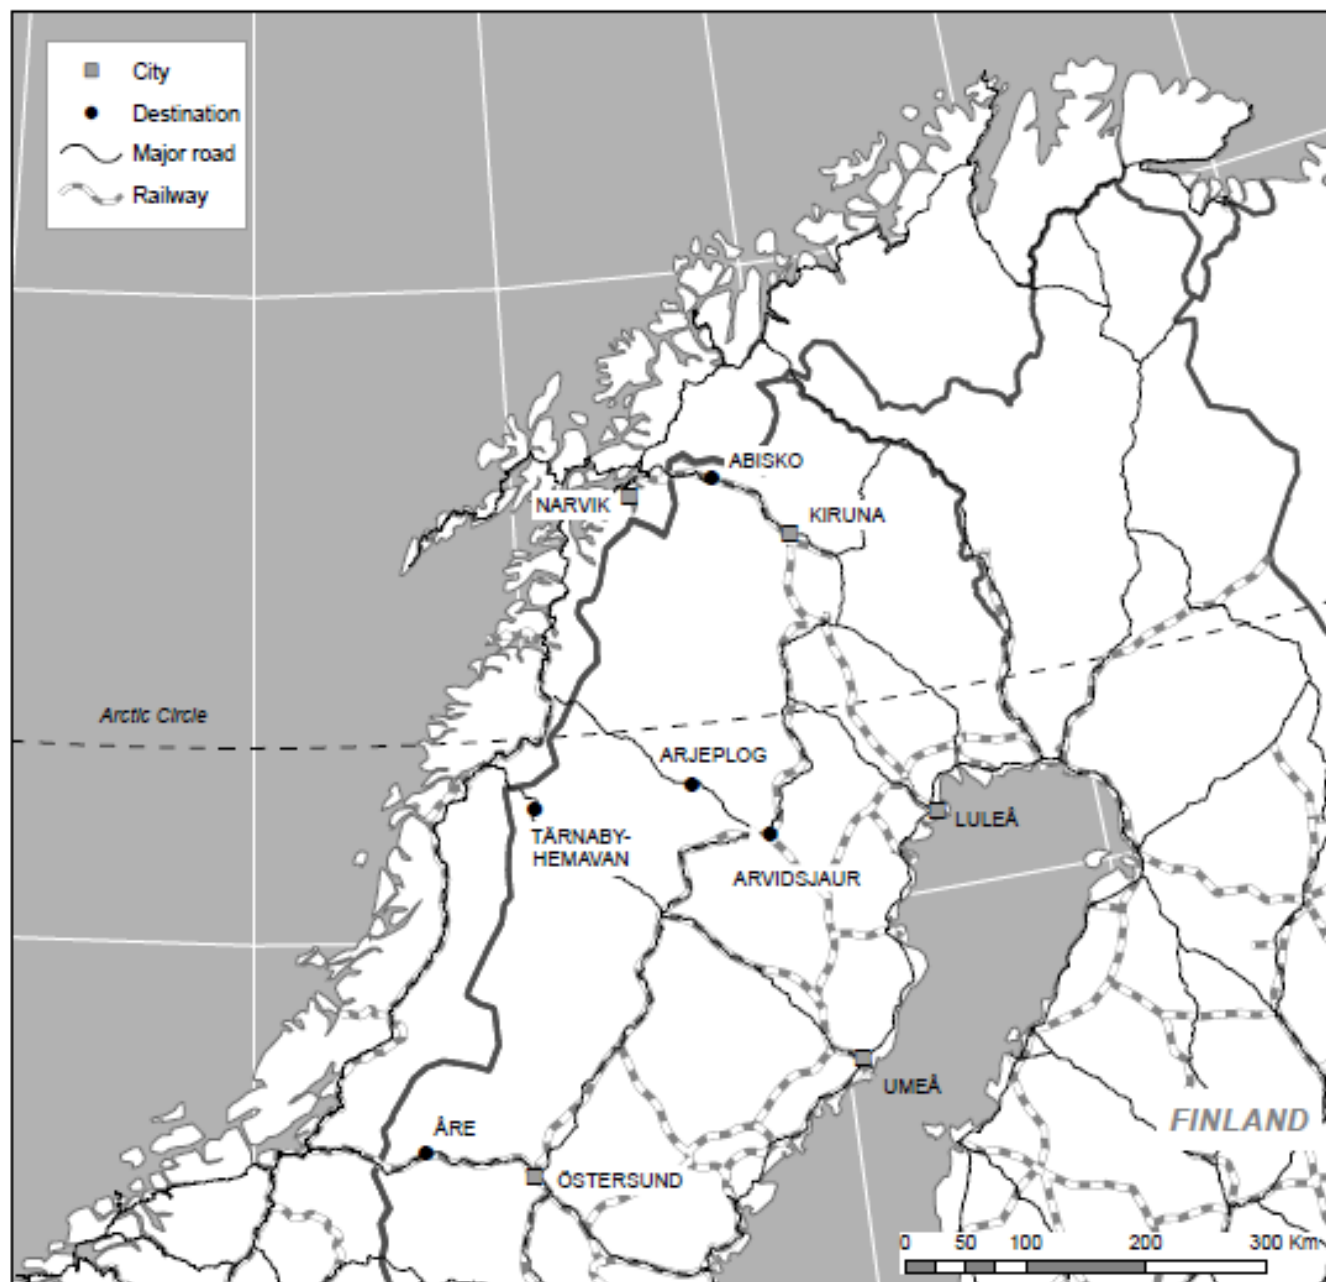 City
Destination
Major road
Railway
ABISKO
NARVIK
KIRUNA
Arctic Circle
ARJEPLOG
TÄRNABY-
HEMAVAN
LULEÅ
ARVIDSJAUR
UMEÅ
FINLAND
ÅRE
ÖSTERSUND
0 50 100 200 300 Km